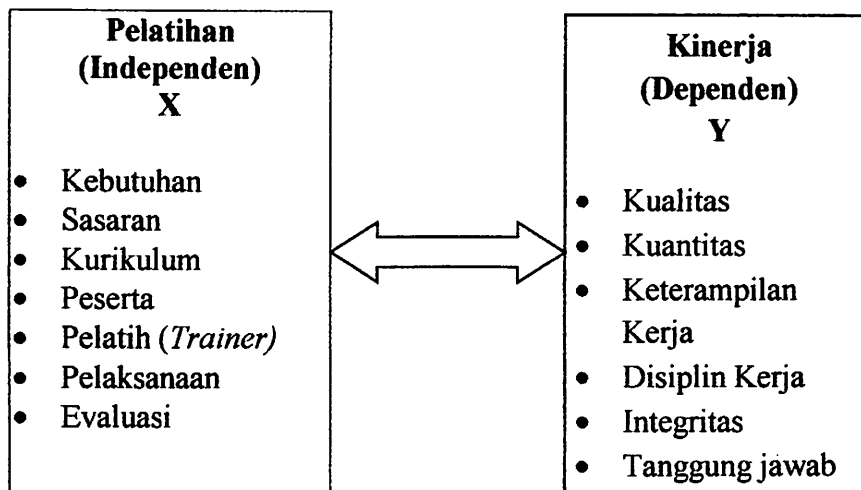 Pelatihan
(Independen)
X
• Kebutuhan
• Sasaran
• Kurikulum
• Peserta
• Pelatih (Trainer)
• Pelaksanaan
• Evaluasi
Kinerja
(Dependen)
Y
• Kualitas
• Kuantitas
• Keterampilan
Kerja
• Disiplin Kerja
• Integritas
• Tanggung jawab